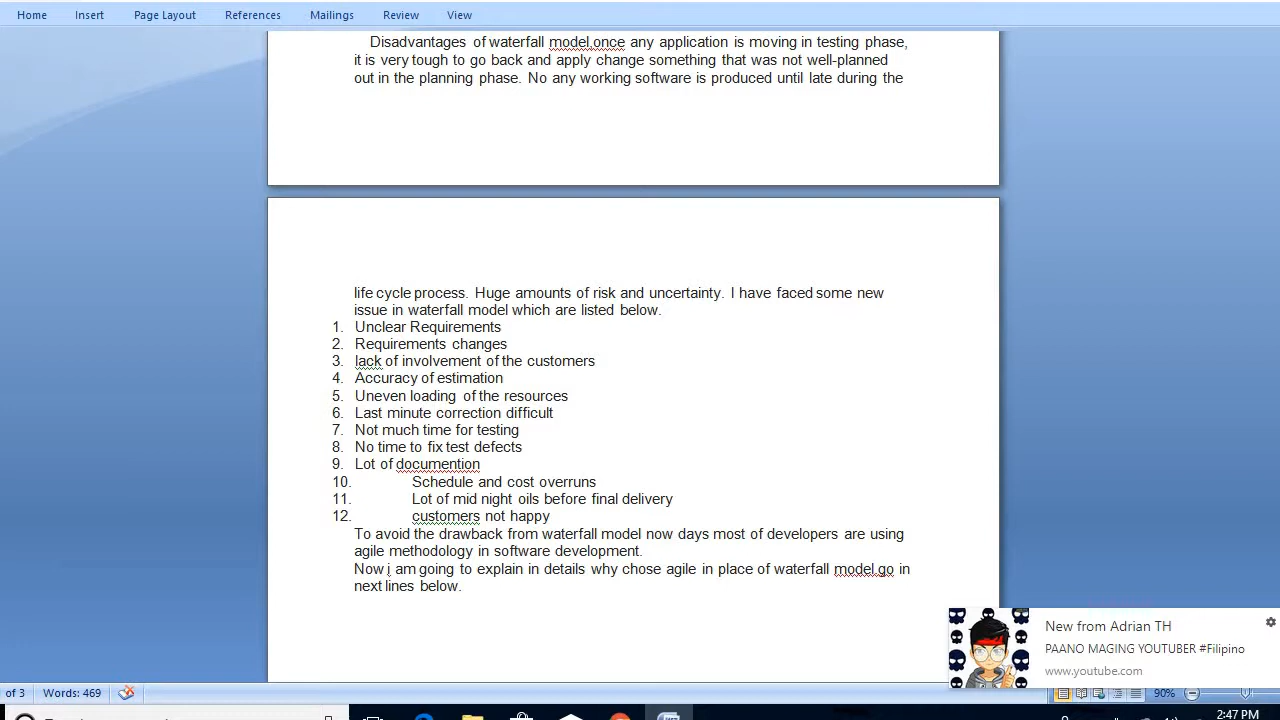 Home Insert Page Layout References Mailings Review View
Disadvantages of waterfall model.once any application is moving in testing phase,
it is very tough to go back and apply change something that was not well-planned
out in the planning phase. No any working software is produced until late during the
life cycle process. Huge amounts of risk and uncertainty. I have faced some new
issue in waterfall model which are listed below.
1. Unclear Requirements
2. Requirements changes
3. lack of involvement of the customers
4. Accuracy of estimation
5. Uneven loading of the resources
6. Last minute correction difficult
7. Not much time for testing
8. No time to fix test defects
9. Lot of documention
10. Schedule and cost overruns
11. Lot of mid night oils before final delivery
12. customers not happy
To avoid the drawback from waterfall model now days most of developers are using
agile methodology in software development.
Now i am going to explain in details why chose agile in place of waterfall model.go in
next lines below.
New from Adrian TH
PAANO MAGING YOUTUBER #Filipino
www.youtube.com
of 3 Words: 469 90%
2:47 PM